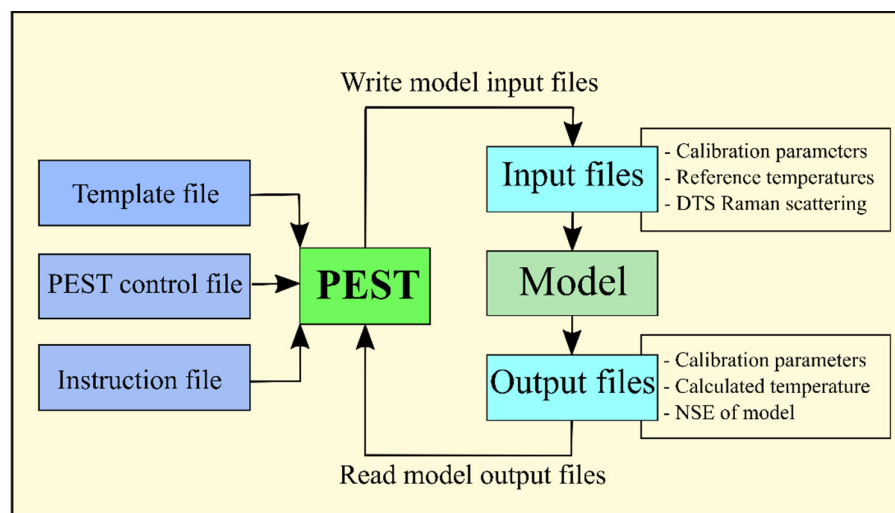 Write model input files
Template file
PEST control file
Instruction file
PEST
Input files
- Calibration parameters
- Reference temperatures
- DTS Raman scattering
Model
Output files
- Calibration parameters
- Calculated temperature
- NSE of model
Read model output files